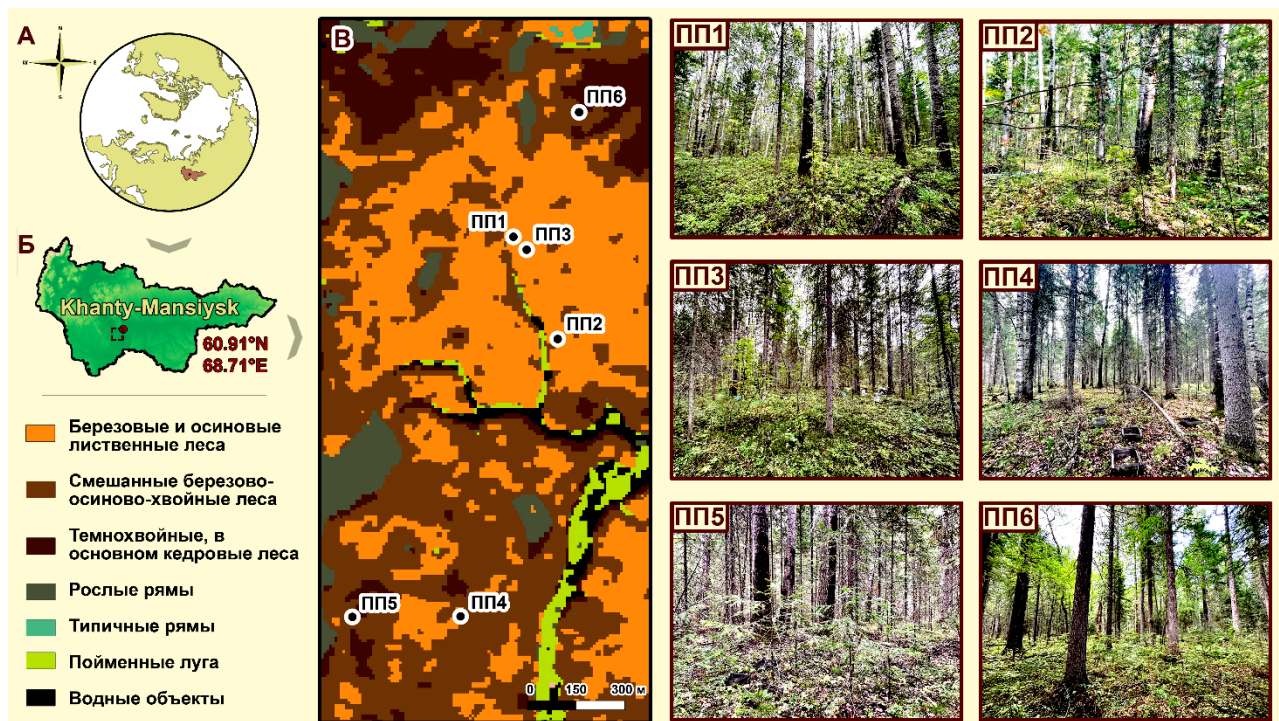 А
N
W
E
S
Б
Khanty-Mansiysk
60.91°N
68.71°E
Березовые и осиновые
лиственные леса
Смешанные березово-
осиново-хвойные леса
Темнохвойные, в
основном кедровые леса
Рослые рямы
Типичные рямы
Пойменные луга
Водные объекты
В
ПП6
ПП1
ПП3
ПП2
ПП5
ПП4
0 150 300 м
ПП1
ПП2
ПП3
ПП4
ПП5
ПП6